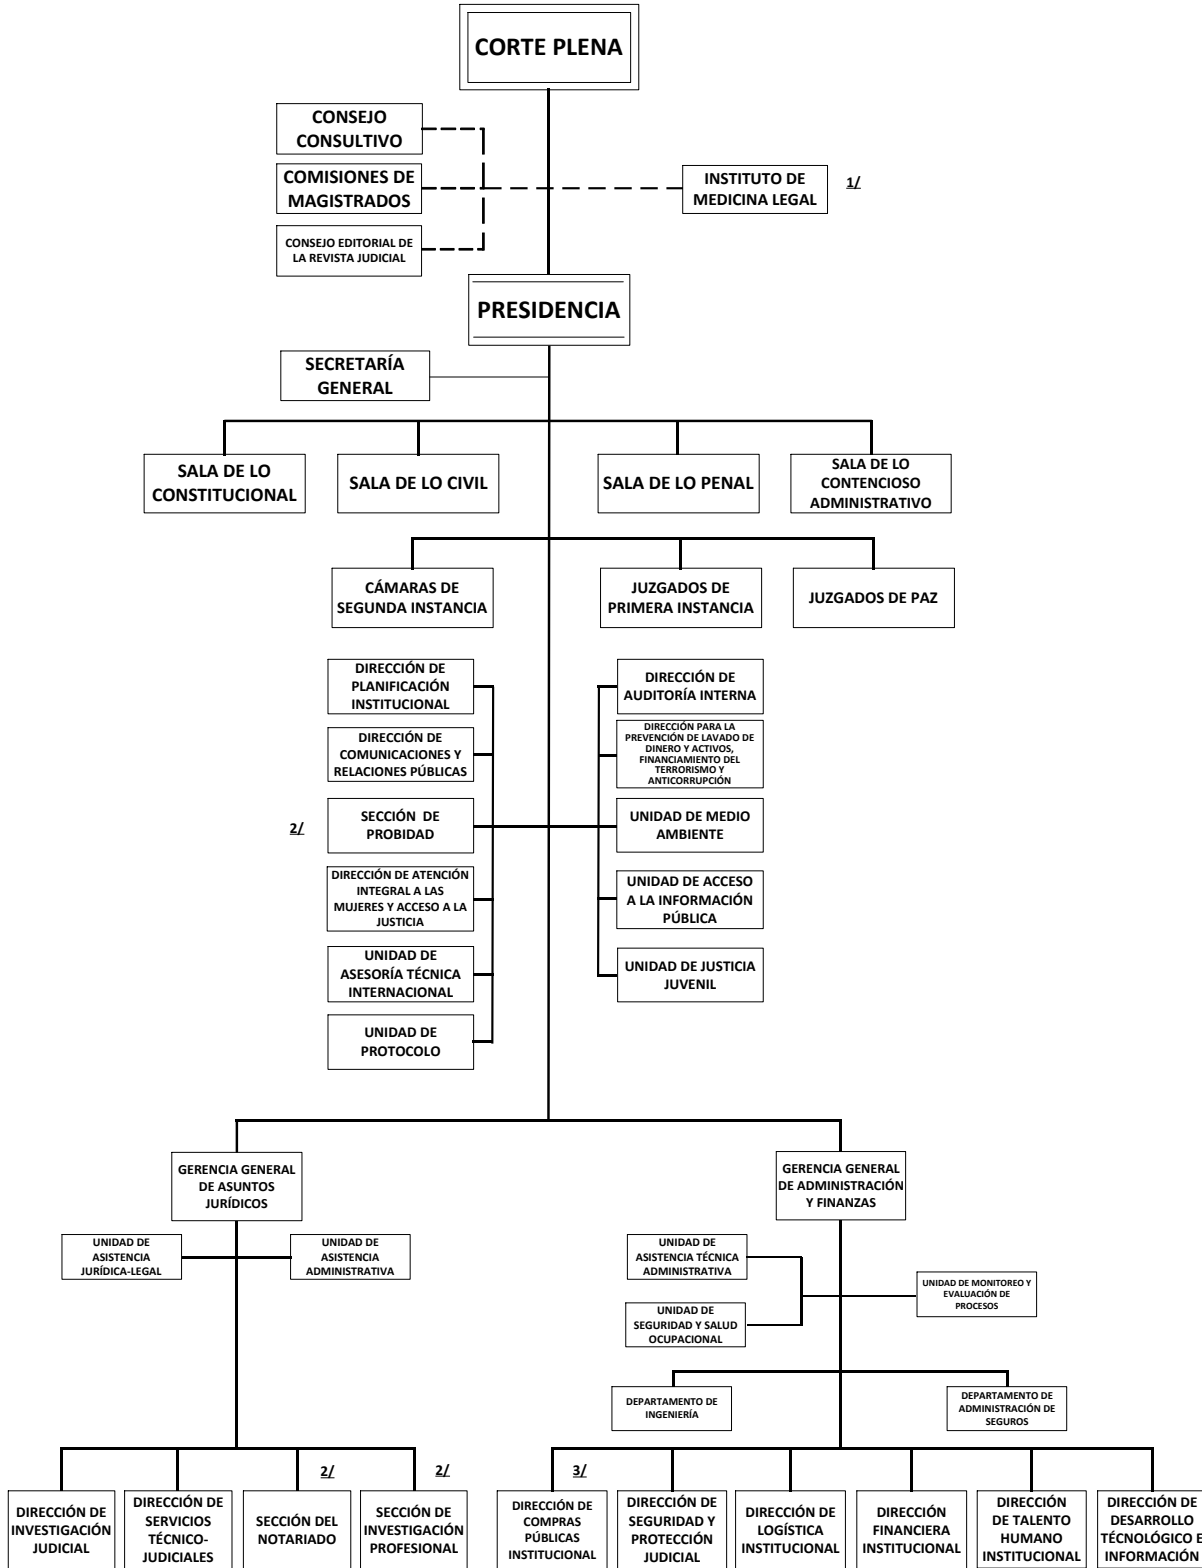 CORTE PLENA
CONSEJO
CONSULTIVO
COMISIONES DE
MAGISTRADOS
INSTITUTO DE
MEDICINA LEGAL
1/
CONSEJO EDITORIAL DE
LA REVISTA JUDICIAL
PRESIDENCIA
SECRETARÍA
GENERAL
SALA DE LO
CONSTITUCIONAL
SALA DE LO CIVIL
SALA DE LO PENAL
SALA DE LO
CONTENCIOSO
ADMINISTRATIVO
CÁMARAS DE
SEGUNDA INSTANCIA
JUZGADOS DE
PRIMERA INSTANCIA
JUZGADOS DE PAZ
DIRECCIÓN DE
PLANIFICACIÓN
INSTITUCIONAL
DIRECCIÓN DE
AUDITORÍA INTERNA
DIRECCIÓN DE
COMUNICACIONES Y
RELACIONES PÚBLICAS
DIRECCIÓN PARA LA
PREVENCIÓN DE LAVADO DE
DINERO Y ACTIVOS,
FINANCIAMIENTO DEL
TERRORISMO Y
ANTICORRUPCIÓN
2/
SECCIÓN DE
PROBIDAD
UNIDAD DE MEDIO
AMBIENTE
DIRECCIÓN DE ATENCIÓN
INTEGRAL A LAS
MUJERES Y ACCESO A LA
JUSTICIA
UNIDAD DE ACCESO
A LA INFORMACIÓN
PÚBLICA
UNIDAD DE
ASESORÍA TÉCNICA
INTERNACIONAL
UNIDAD DE JUSTICIA
JUVENIL
UNIDAD DE
PROTOCOLO
GERENCIA GENERAL
DE ASUNTOS
JURÍDICOS
GERENCIA GENERAL
DE ADMINISTRACIÓN
Y FINANZAS
UNIDAD DE
ASISTENCIA
JURÍDICA-LEGAL
UNIDAD DE
ASISTENCIA
ADMINISTRATIVA
UNIDAD DE
ASISTENCIA TÉCNICA
ADMINISTRATIVA
UNIDAD DE MONITOREO Y
EVALUACIÓN DE
PROCESOS
UNIDAD DE
SEGURIDAD Y SALUD
OCUPACIONAL
DEPARTAMENTO DE
INGENIERÍA
DEPARTAMENTO DE
ADMINISTRACIÓN DE
SEGUROS
2/
2/
3/
DIRECCIÓN DE
INVESTIGACIÓN
JUDICIAL
DIRECCIÓN DE
SERVICIOS
TÉCNICO-
JUDICIALES
SECCIÓN DEL
NOTARIADO
SECCIÓN DE
INVESTIGACIÓN
PROFESIONAL
DIRECCIÓN DE
COMPRAS
PÚBLICAS
INSTITUCIONAL
DIRECCIÓN DE
SEGURIDAD Y
PROTECCIÓN
JUDICIAL
DIRECCIÓN DE
LOGÍSTICA
INSTITUCIONAL
DIRECCIÓN
FINANCIERA
INSTITUCIONAL
DIRECCIÓN
DE TALENTO
HUMANO
INSTITUCIONAL
DIRECCIÓN DE
DESARROLLO
TÉCNOLÓGICO E
INFORMACIÓN